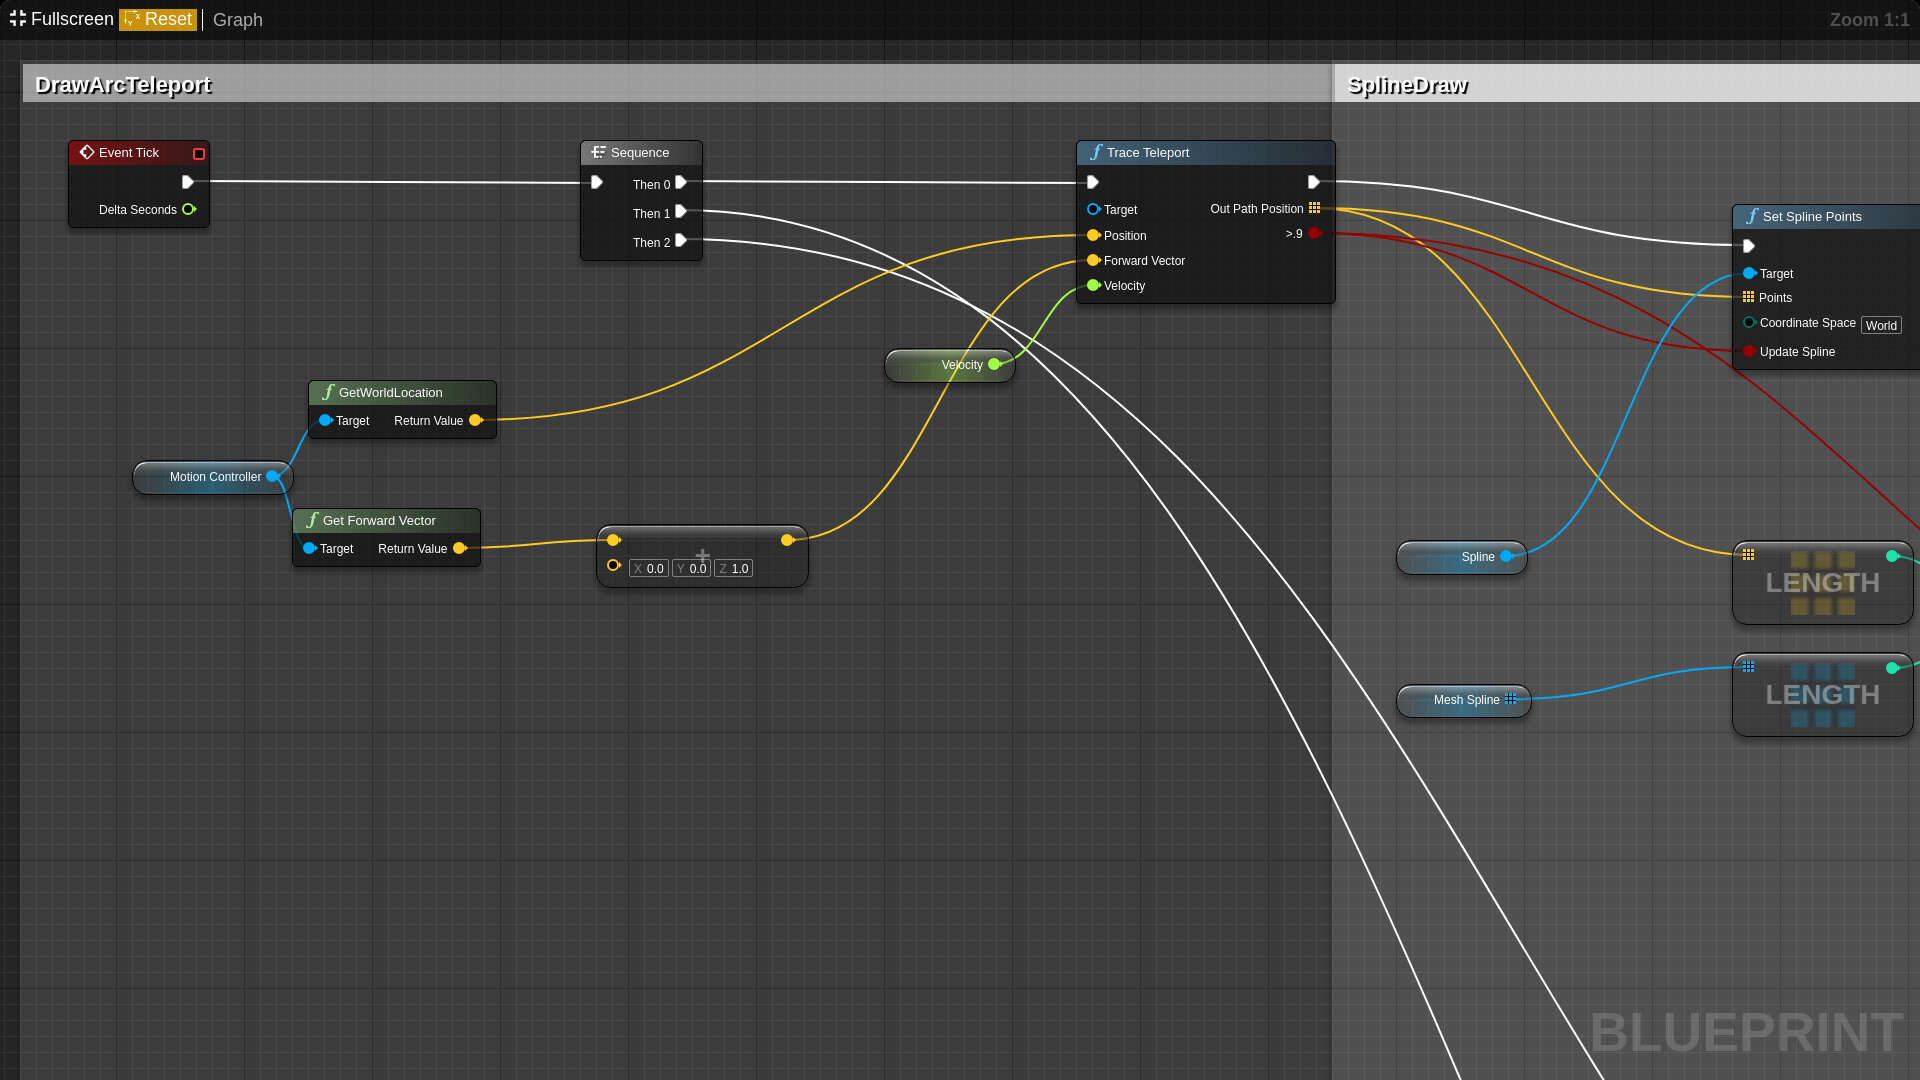 Fullscreen Reset Graph Zoom 1:1
DrawArcTeleport
SplineDraw
Event Tick
Delta Seconds
Sequence
Then 0
Then 1
Then 2
Trace Teleport
Target
Out Path Position
Position
>.9
Forward Vector
Velocity
Set Spline Points
Target
Points
Coordinate Space World
Update Spline
Velocity
GetWorldLocation
Target Return Value
Motion Controller
Get Forward Vector
Target Return Value
+
X 0.0 Y 0.0 Z 1.0
Spline
LENGTH
Mesh Spline
LENGTH
BLUEPRINT